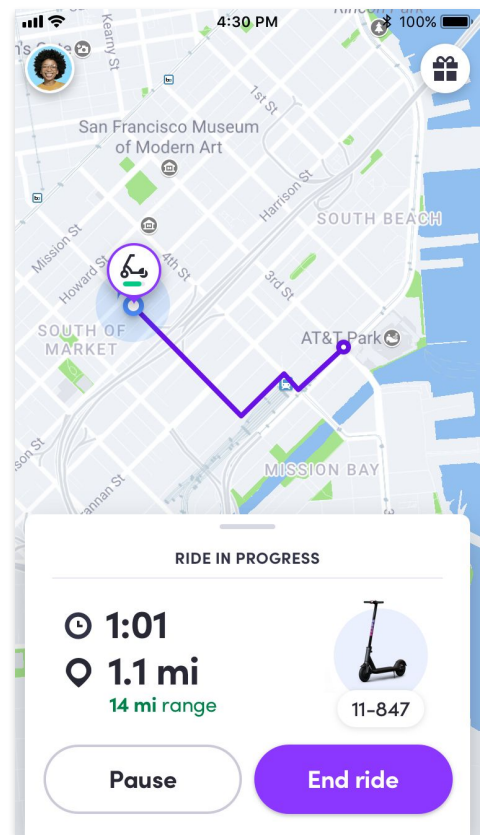 4:30 PM
100%
Kearny St
1st St
San Francisco Museum
of Modern Art
Harrison St
SOUTH BEACH
Mission St
Howard St
4th St
3rd St
SOUTH OF
MARKET
AT&T Park
MISSION BAY
RIDE IN PROGRESS
1:01
1.1 mi
14 mi range
11-847
Pause
End ride